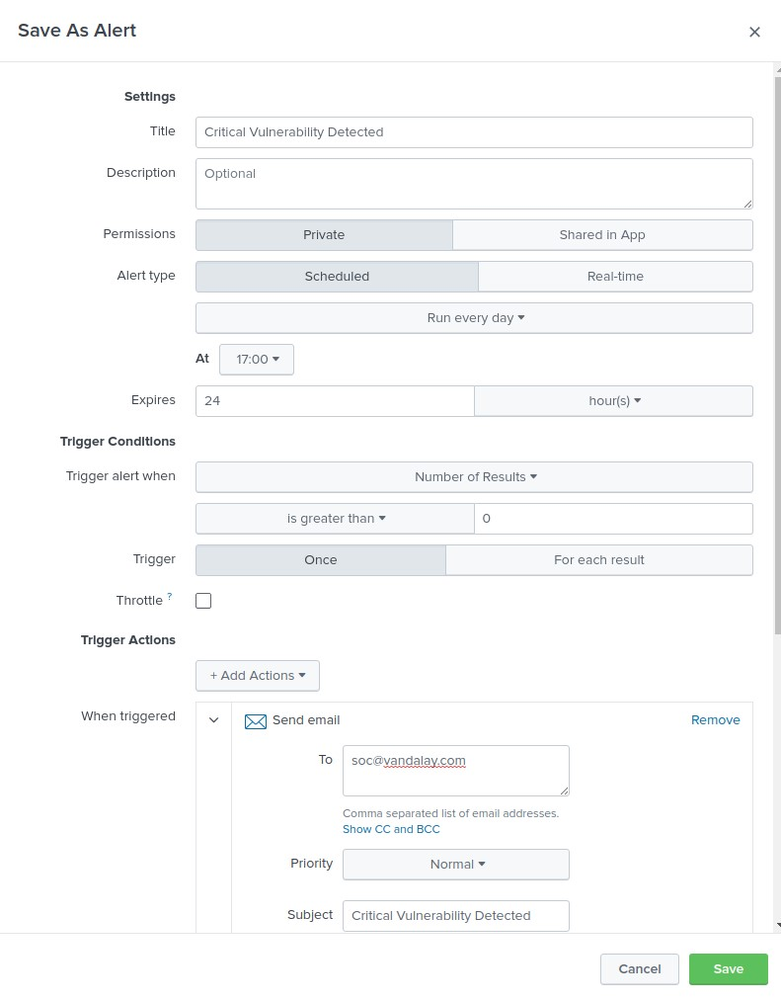 Save As Alert
×
Settings
Title Critical Vulnerability Detected
Description Optional
Permissions Private Shared in App
Alert type Scheduled Real-time
Run every day
At 17:00
Expires 24 hour(s)
Trigger Conditions
Trigger alert when Number of Results
is greater than 0
Trigger Once For each result
Throttle ?
Trigger Actions
+ Add Actions
When triggered Send email Remove
To soc@vandalay.com
Comma separated list of email addresses.
Show CC and BCC
Priority Normal
Subject Critical Vulnerability Detected
Cancel Save